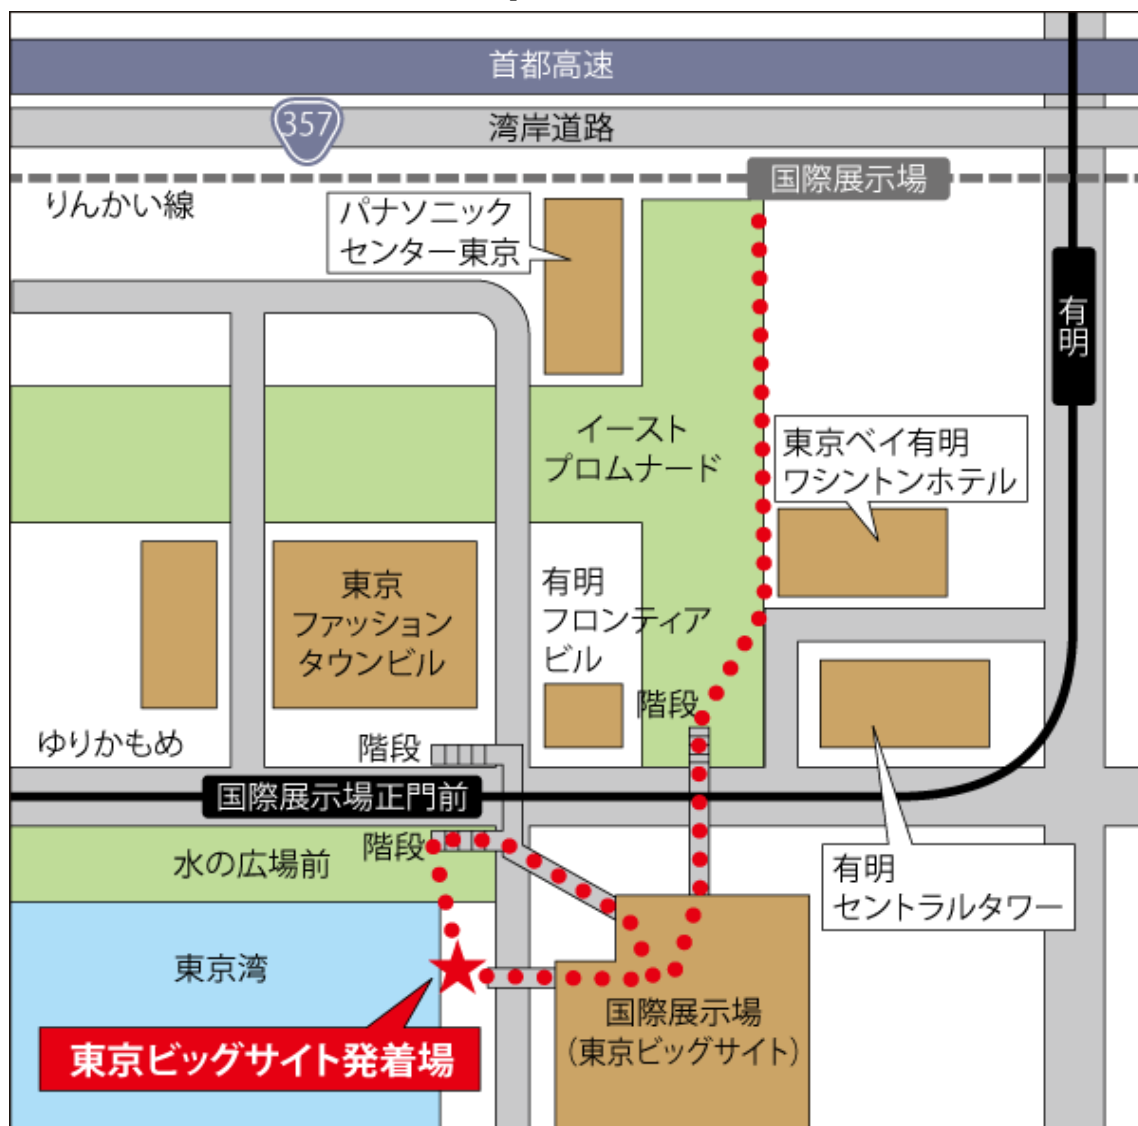 首都高速
357
湾岸道路
国際展示場
りんかい線
パナソニック
センター東京
有明
イースト
プロムナード
東京ベイ有明
ワシントンホテル
東京
ファッション
タウンビル
有明
フロンティア
ビル
階段
ゆりかもめ
階段
国際展示場正門前
階段
水の広場前
有明
セントラルタワー
東京湾
国際展示場
（東京ビッグサイト）
東京ビッグサイト発着場